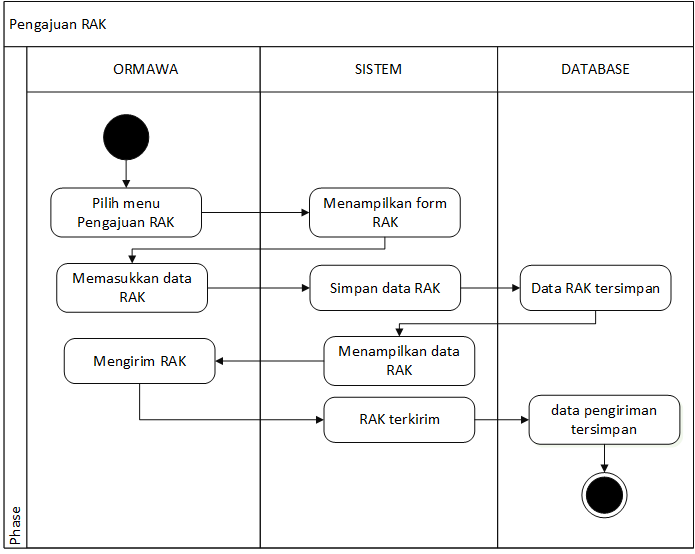 Pengajuan RAK
ORMAWA
SISTEM
DATABASE
Pilih menu
Pengajuan RAK
Menampilkan form
RAK
Memasukkan data
RAK
Simpan data RAK
Data RAK tersimpan
Menampilkan data
RAK
Mengirim RAK
RAK terkirim
data pengiriman
tersimpan
Phase